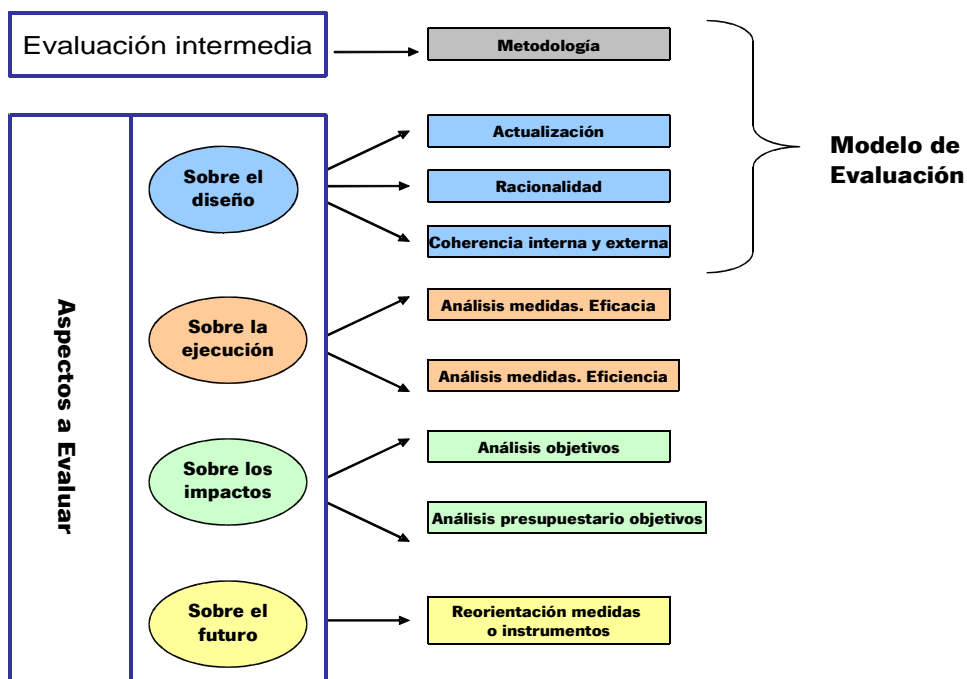 Evaluación intermedia
Metodología
Modelo de
Evaluación
Aspectos a Evaluar
Sobre el
diseño
Actualización
Racionalidad
Coherencia interna y externa
Sobre la
ejecución
Análisis medidas. Eficacia
Análisis medidas. Eficiencia
Sobre los
impactos
Análisis objetivos
Análisis presupuestario objetivos
Sobre el
futuro
Reorientación medidas
o instrumentos